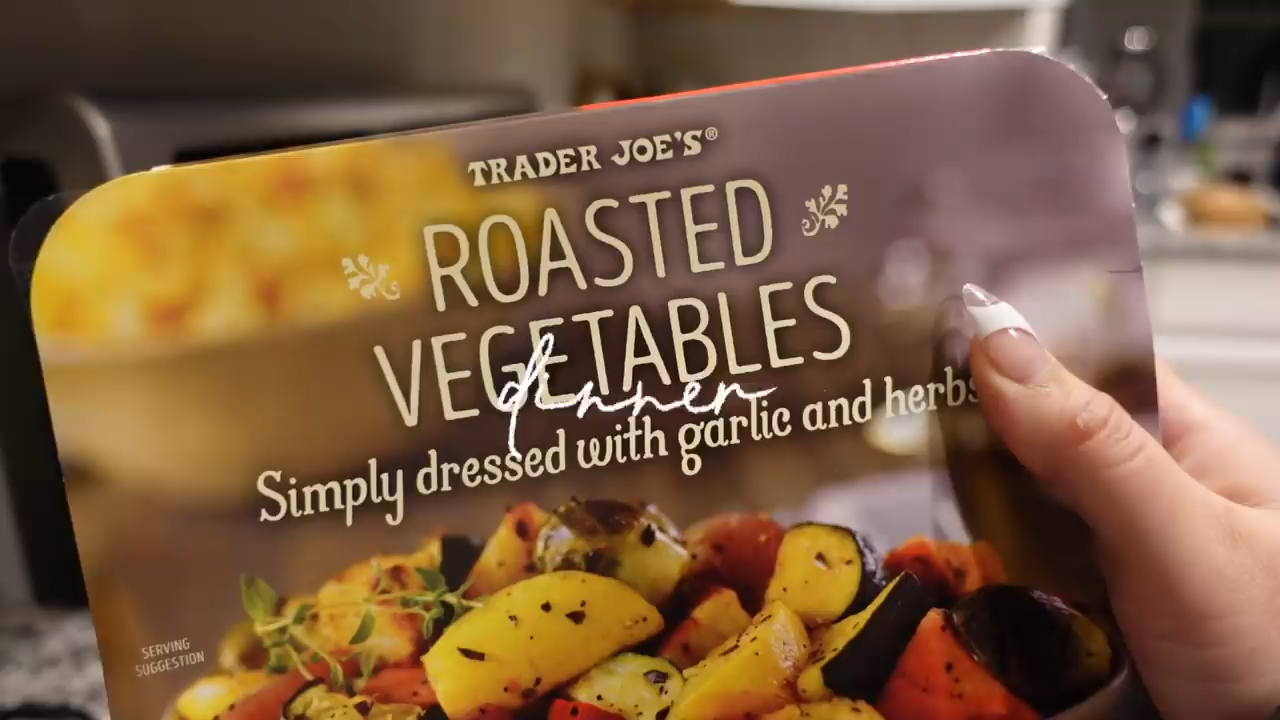 TRADER JOE'S®
ROASTED
VEGETABLES
dinner
Simply dressed with garlic and herbs
SERVING
SUGGESTION